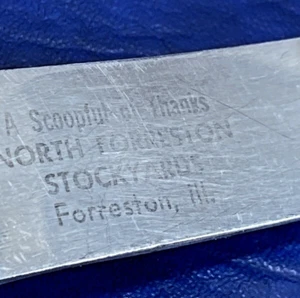 A Scoopful of Thanks
NORTH FORRESTON
STOCKYARDS
Forreston, Ill.